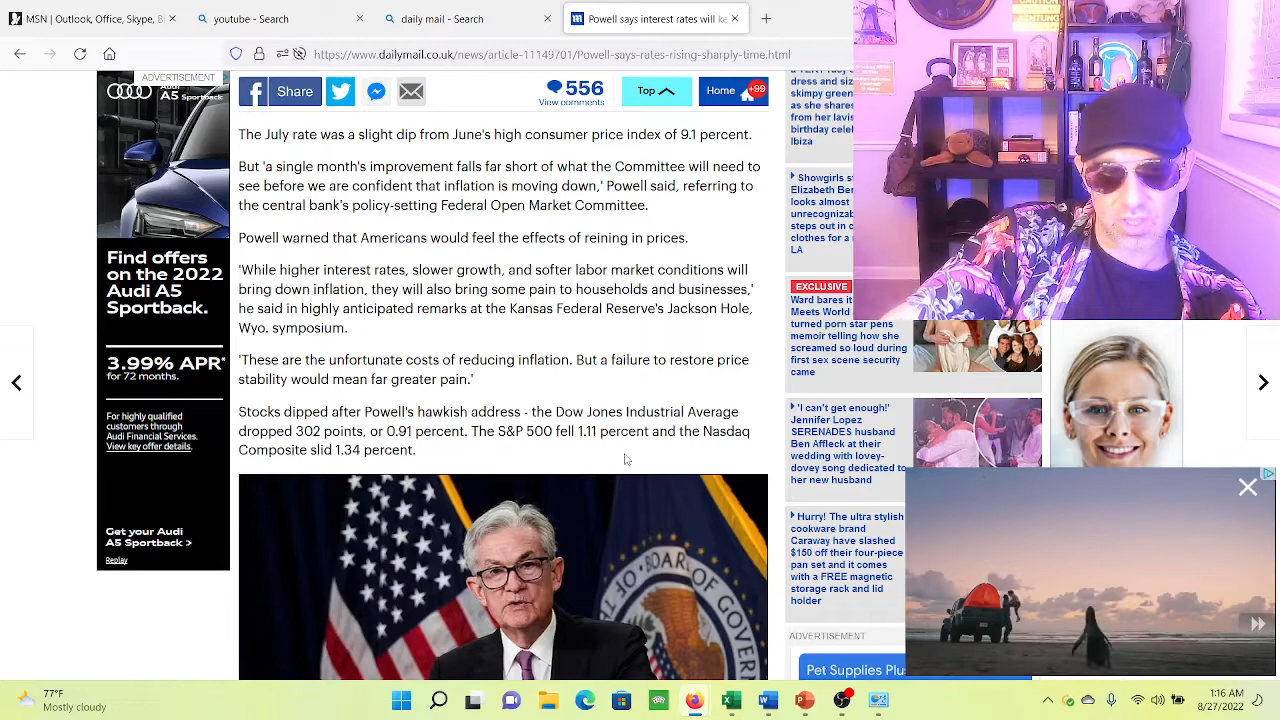 MSN | Outlook, Office, Skype, Bi
youtube - Search
daily mail - Search
Powell says interest rates will ke
https://www.dailymail.co.uk/news/article-11149701/Powell-says-rates-rising-sharply-time.html
ADVERTISEMENT
Audi
A5 Sportback.
Find offers
on the 2022
Audi A5
Sportback.
3.99% APR*
for 72 months.
For highly qualified
customers through
Audi Financial Services.
View key offer details.
Get your Audi
A5 Sportback >
Replay
Share
556
View comments
Top
Home
+99
The July rate was a slight dip from June's high consumer price index of 9.1 percent.
But 'a single month's improvement falls far short of what the Committee will need to
see before we are confident that inflation is moving down,' Powell said, referring to
the central bank's policy-setting Federal Open Market Committee.
Powell warned that Americans would feel the effects of reining in prices.
'While higher interest rates, slower growth, and softer labor market conditions will
bring down inflation, they will also bring some pain to households and businesses,'
he said in highly anticipated remarks at the Kansas Federal Reserve's Jackson Hole,
Wyo. symposium.
'These are the unfortunate costs of reducing inflation. But a failure to restore price
stability would mean far greater pain.'
Stocks dipped after Powell's hawkish address - the Dow Jones Industrial Average
dropped 302 points, or 0.91 percent. The S&P 500 fell 1.11 percent and the Nasdaq
Composite slid 1.34 percent.
BOARD OF GOVER
dress and siz
skimpy green
as she shares
from her lavis
birthday celel
Ibiza
Showgirls st
Elizabeth Ber
looks almost
unrecognizab
steps out in c
clothes for a
LA
EXCLUSIVE
Ward bares it
Meets World
turned porn star pens
memoir telling how she
screamed so loud during
first sex scene security
came
'I can't get enough!'
Jennifer Lopez
SERENADES husband
Ben Affleck at their
wedding with lovey-
dovey song dedicated to
her new husband
Hurry! The ultra stylish
cookware brand
Caraway have slashed
$150 off their four-piece
pan set and it comes
with a FREE magnetic
storage rack and lid
holder
ADVERTISEMENT
Pet Supplies Plu
CAUTION
ACHTUNG
77°F
Mostly cloudy
1:16 AM
8/27/2022